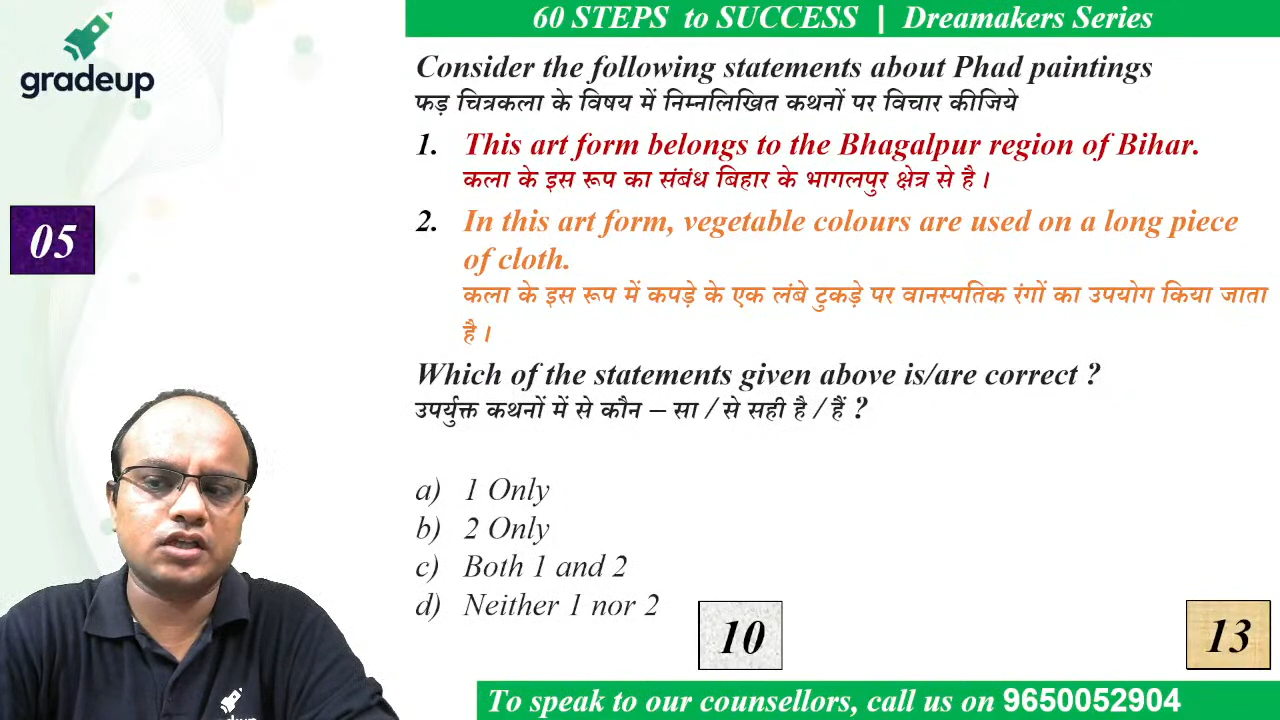 60 STEPS to SUCCESS | Dreamakers Series
gradeup
Consider the following statements about Phad paintings
फड़ चित्रकला के विषय में निम्नलिखित कथनों पर विचार कीजिये
1. This art form belongs to the Bhagalpur region of Bihar.
कला के इस रूप का संबंध बिहार के भागलपुर क्षेत्र से है।
05
2. In this art form, vegetable colours are used on a long piece
of cloth.
कला के इस रूप में कपड़े के एक लंबे टुकड़े पर वानस्पतिक रंगों का उपयोग किया जाता
है।
Which of the statements given above is/are correct ?
उपर्युक्त कथनों में से कौन – सा / से सही है / हैं ?
a) 1 Only
b) 2 Only
c) Both 1 and 2
d) Neither 1 nor 2
10
13
To speak to our counsellors, call us on 9650052904